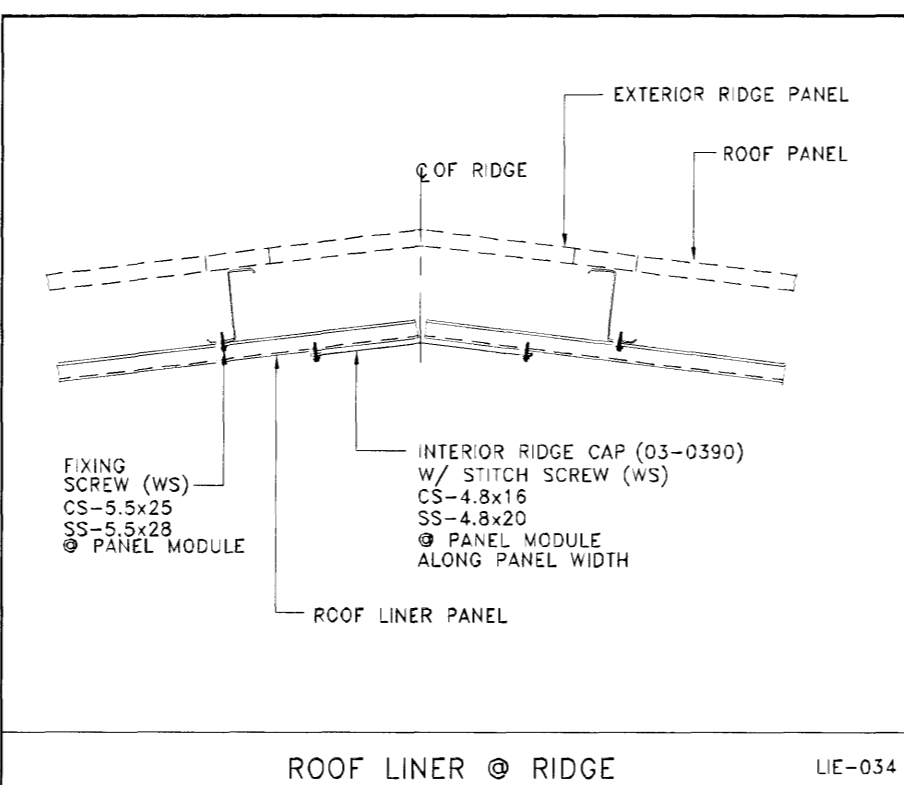 EXTERIOR RIDGE PANEL
ROOF PANEL
℄ OF RIDGE
FIXING
SCREW (WS)
CS-5.5x25
SS-5.5x28
@ PANEL MODULE
INTERIOR RIDGE CAP (03-0390)
W/ STITCH SCREW (WS)
CS-4.8x16
SS-4.8x20
@ PANEL MODULE
ALONG PANEL WIDTH
ROOF LINER PANEL
ROOF LINER @ RIDGE
LIE-034